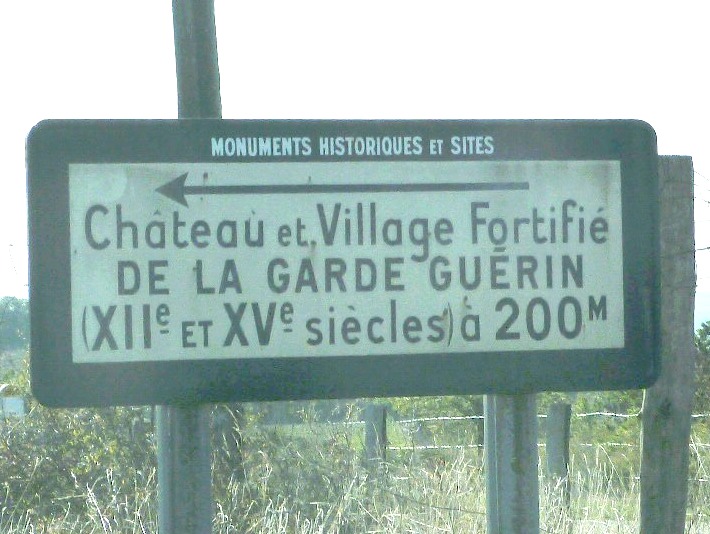 MONUMENTS HISTORIQUES ET SITES
Château et Village Fortifié
DE LA GARDE GUÉRIN
(XIIe ET XVe siècles) à 200M